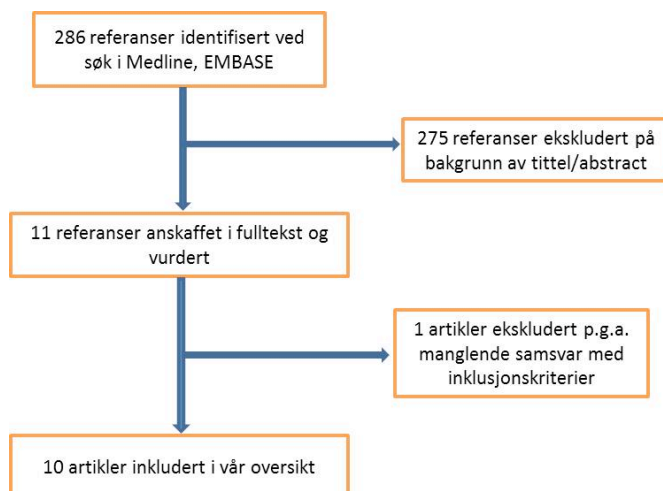 286 referanser identifisert ved
søk i Medline, EMBASE
275 referanser ekskludert på
bakgrunn av tittel/abstract
11 referanser anskaffet i fulltekst og
vurdert
1 artikler ekskludert p.g.a.
manglende samsvar med
inklusjonskriterier
10 artikler inkludert i vår oversikt